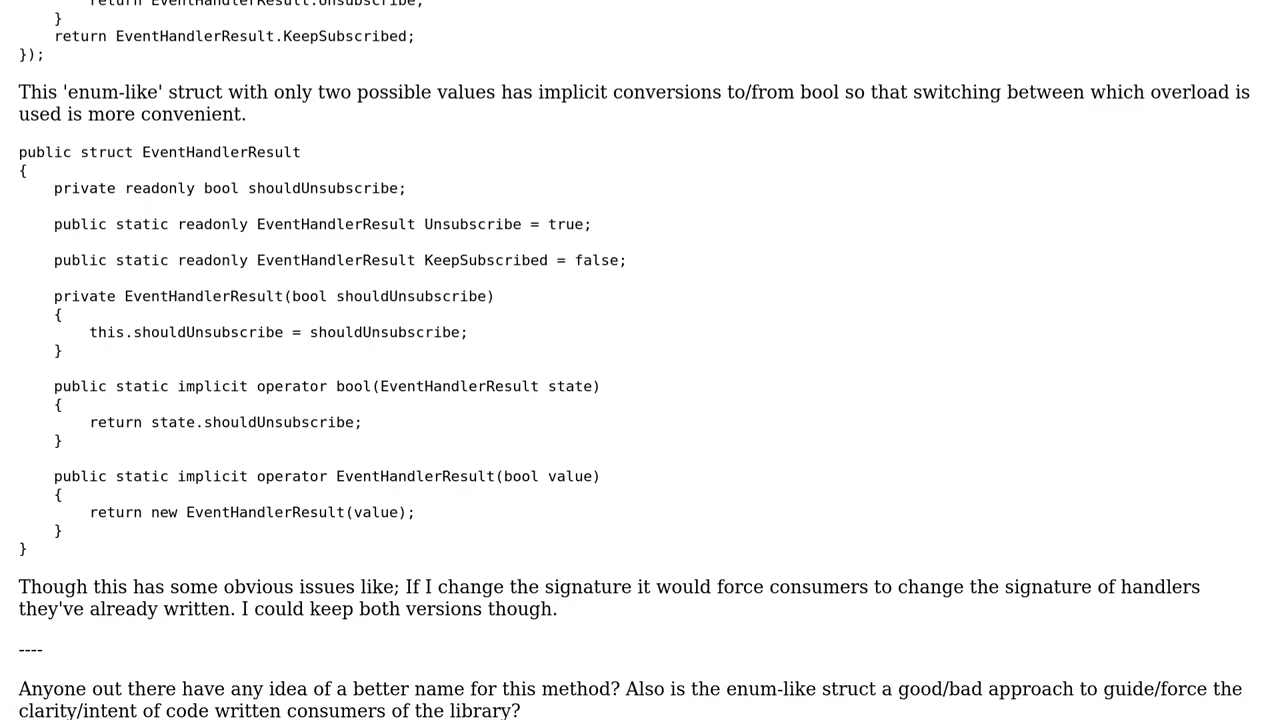 return EventHandlerResult.Unsubscribe;
    }
    return EventHandlerResult.KeepSubscribed;
});
This 'enum-like' struct with only two possible values has implicit conversions to/from bool so that switching between which overload is
used is more convenient.
public struct EventHandlerResult
{
    private readonly bool shouldUnsubscribe;
    public static readonly EventHandlerResult Unsubscribe = true;
    public static readonly EventHandlerResult KeepSubscribed = false;
    private EventHandlerResult(bool shouldUnsubscribe)
    {
        this.shouldUnsubscribe = shouldUnsubscribe;
    }
    public static implicit operator bool(EventHandlerResult state)
    {
        return state.shouldUnsubscribe;
    }
    public static implicit operator EventHandlerResult(bool value)
    {
        return new EventHandlerResult(value);
    }
}
Though this has some obvious issues like; If I change the signature it would force consumers to change the signature of handlers
they've already written. I could keep both versions though.
----
Anyone out there have any idea of a better name for this method? Also is the enum-like struct a good/bad approach to guide/force the
clarity/intent of code written consumers of the library?